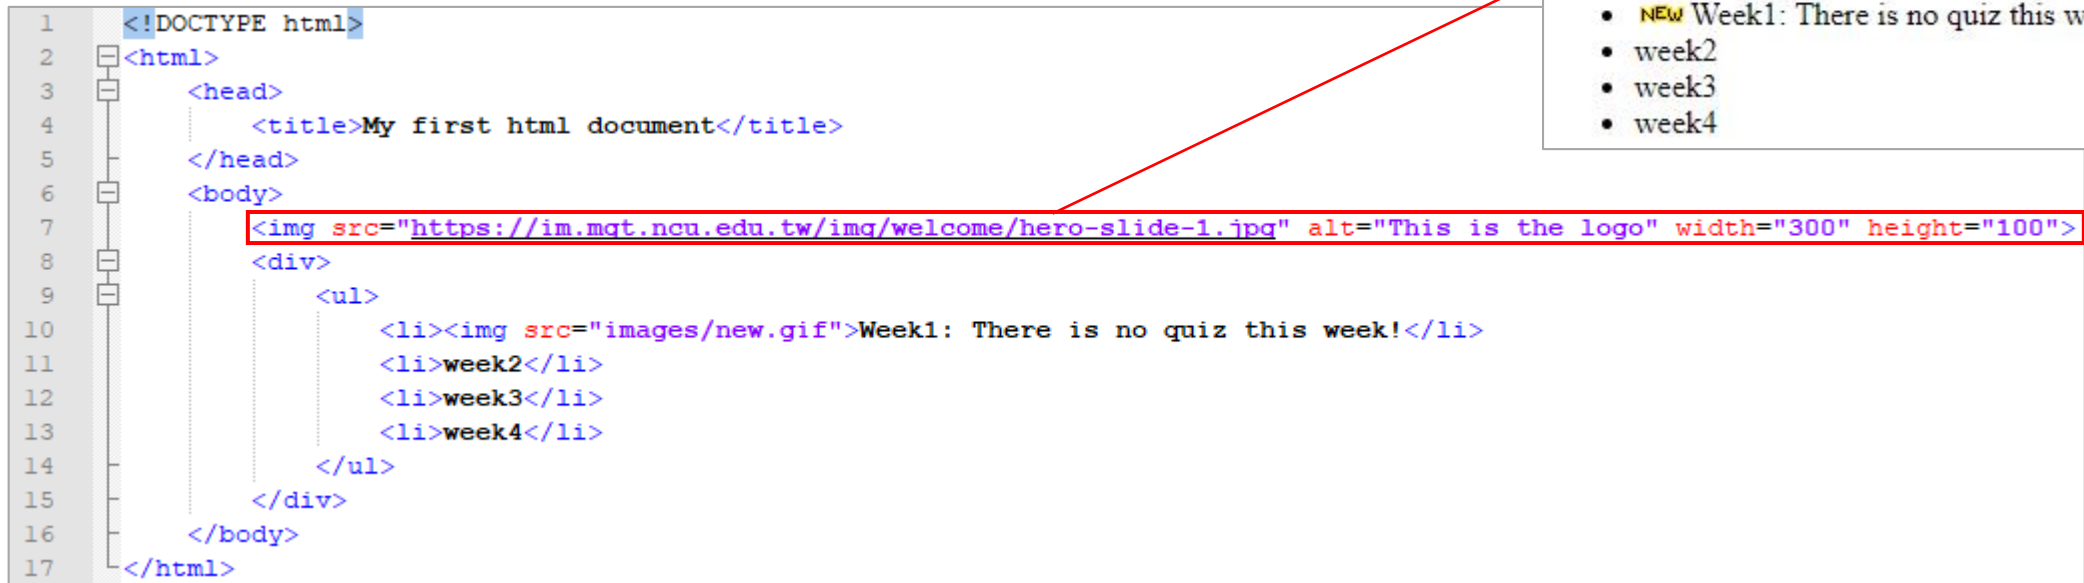 1 <!DOCTYPE html>
2 <html>
3 <head>
4 <title>My first html document</title>
5 </head>
6 <body>
7 <img src="https://im.mgt.ncu.edu.tw/img/welcome/hero-slide-1.jpg" alt="This is the logo" width="300" height="100">
8 <div>
9 <ul>
10 <li><img src="images/new.gif">Week1: There is no quiz this week!</li>
11 <li>week2</li>
12 <li>week3</li>
13 <li>week4</li>
14 </ul>
15 </div>
16 </body>
17 </html>
• NEW Week1: There is no quiz this w
• week2
• week3
• week4